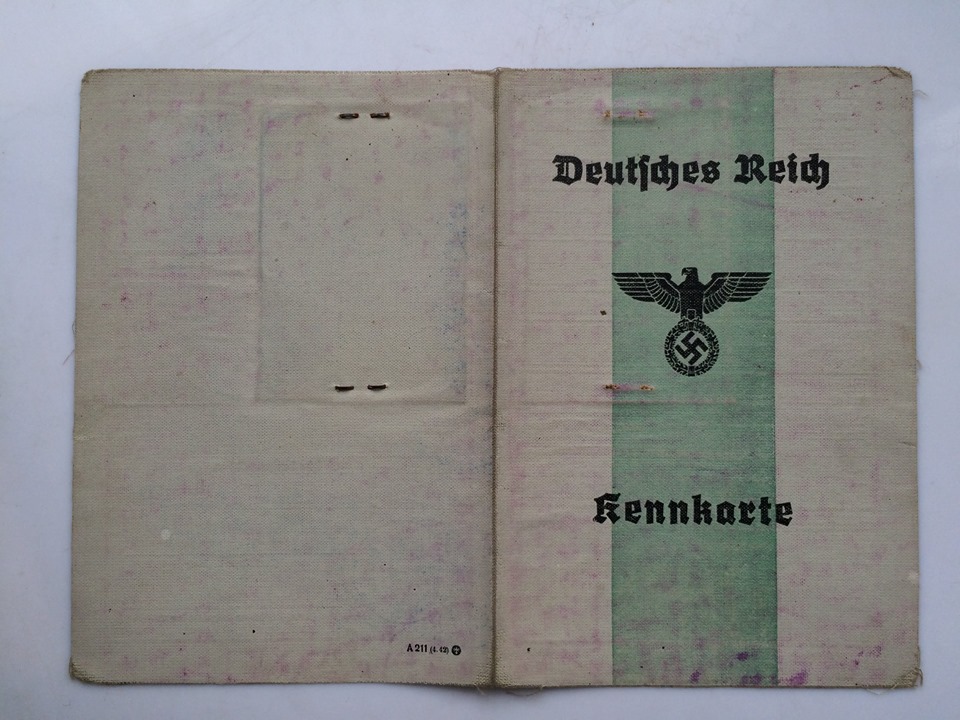 Deutſches Reich
Kennkarte
A 211 (4. 43)